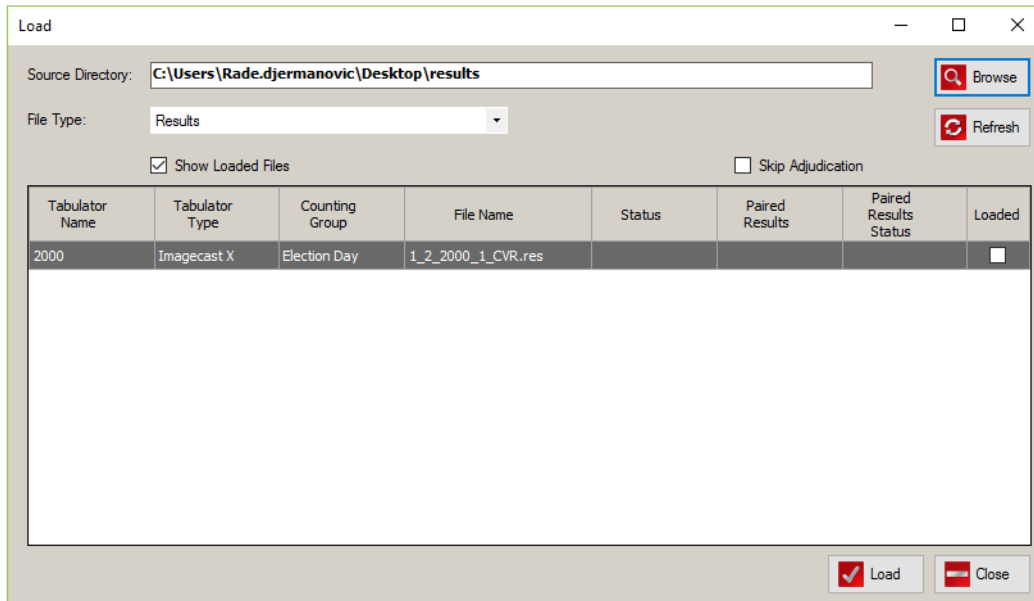 Load
Source Directory: C:\Users\Rade.djermanovic\Desktop\results Browse
File Type: Results Refresh
Show Loaded Files Skip Adjudication
Tabulator Name Tabulator Type Counting Group File Name Status Paired Results Paired Results Status Loaded
2000 Imagecast X Election Day 1_2_2000_1_CVR.res
Load Close